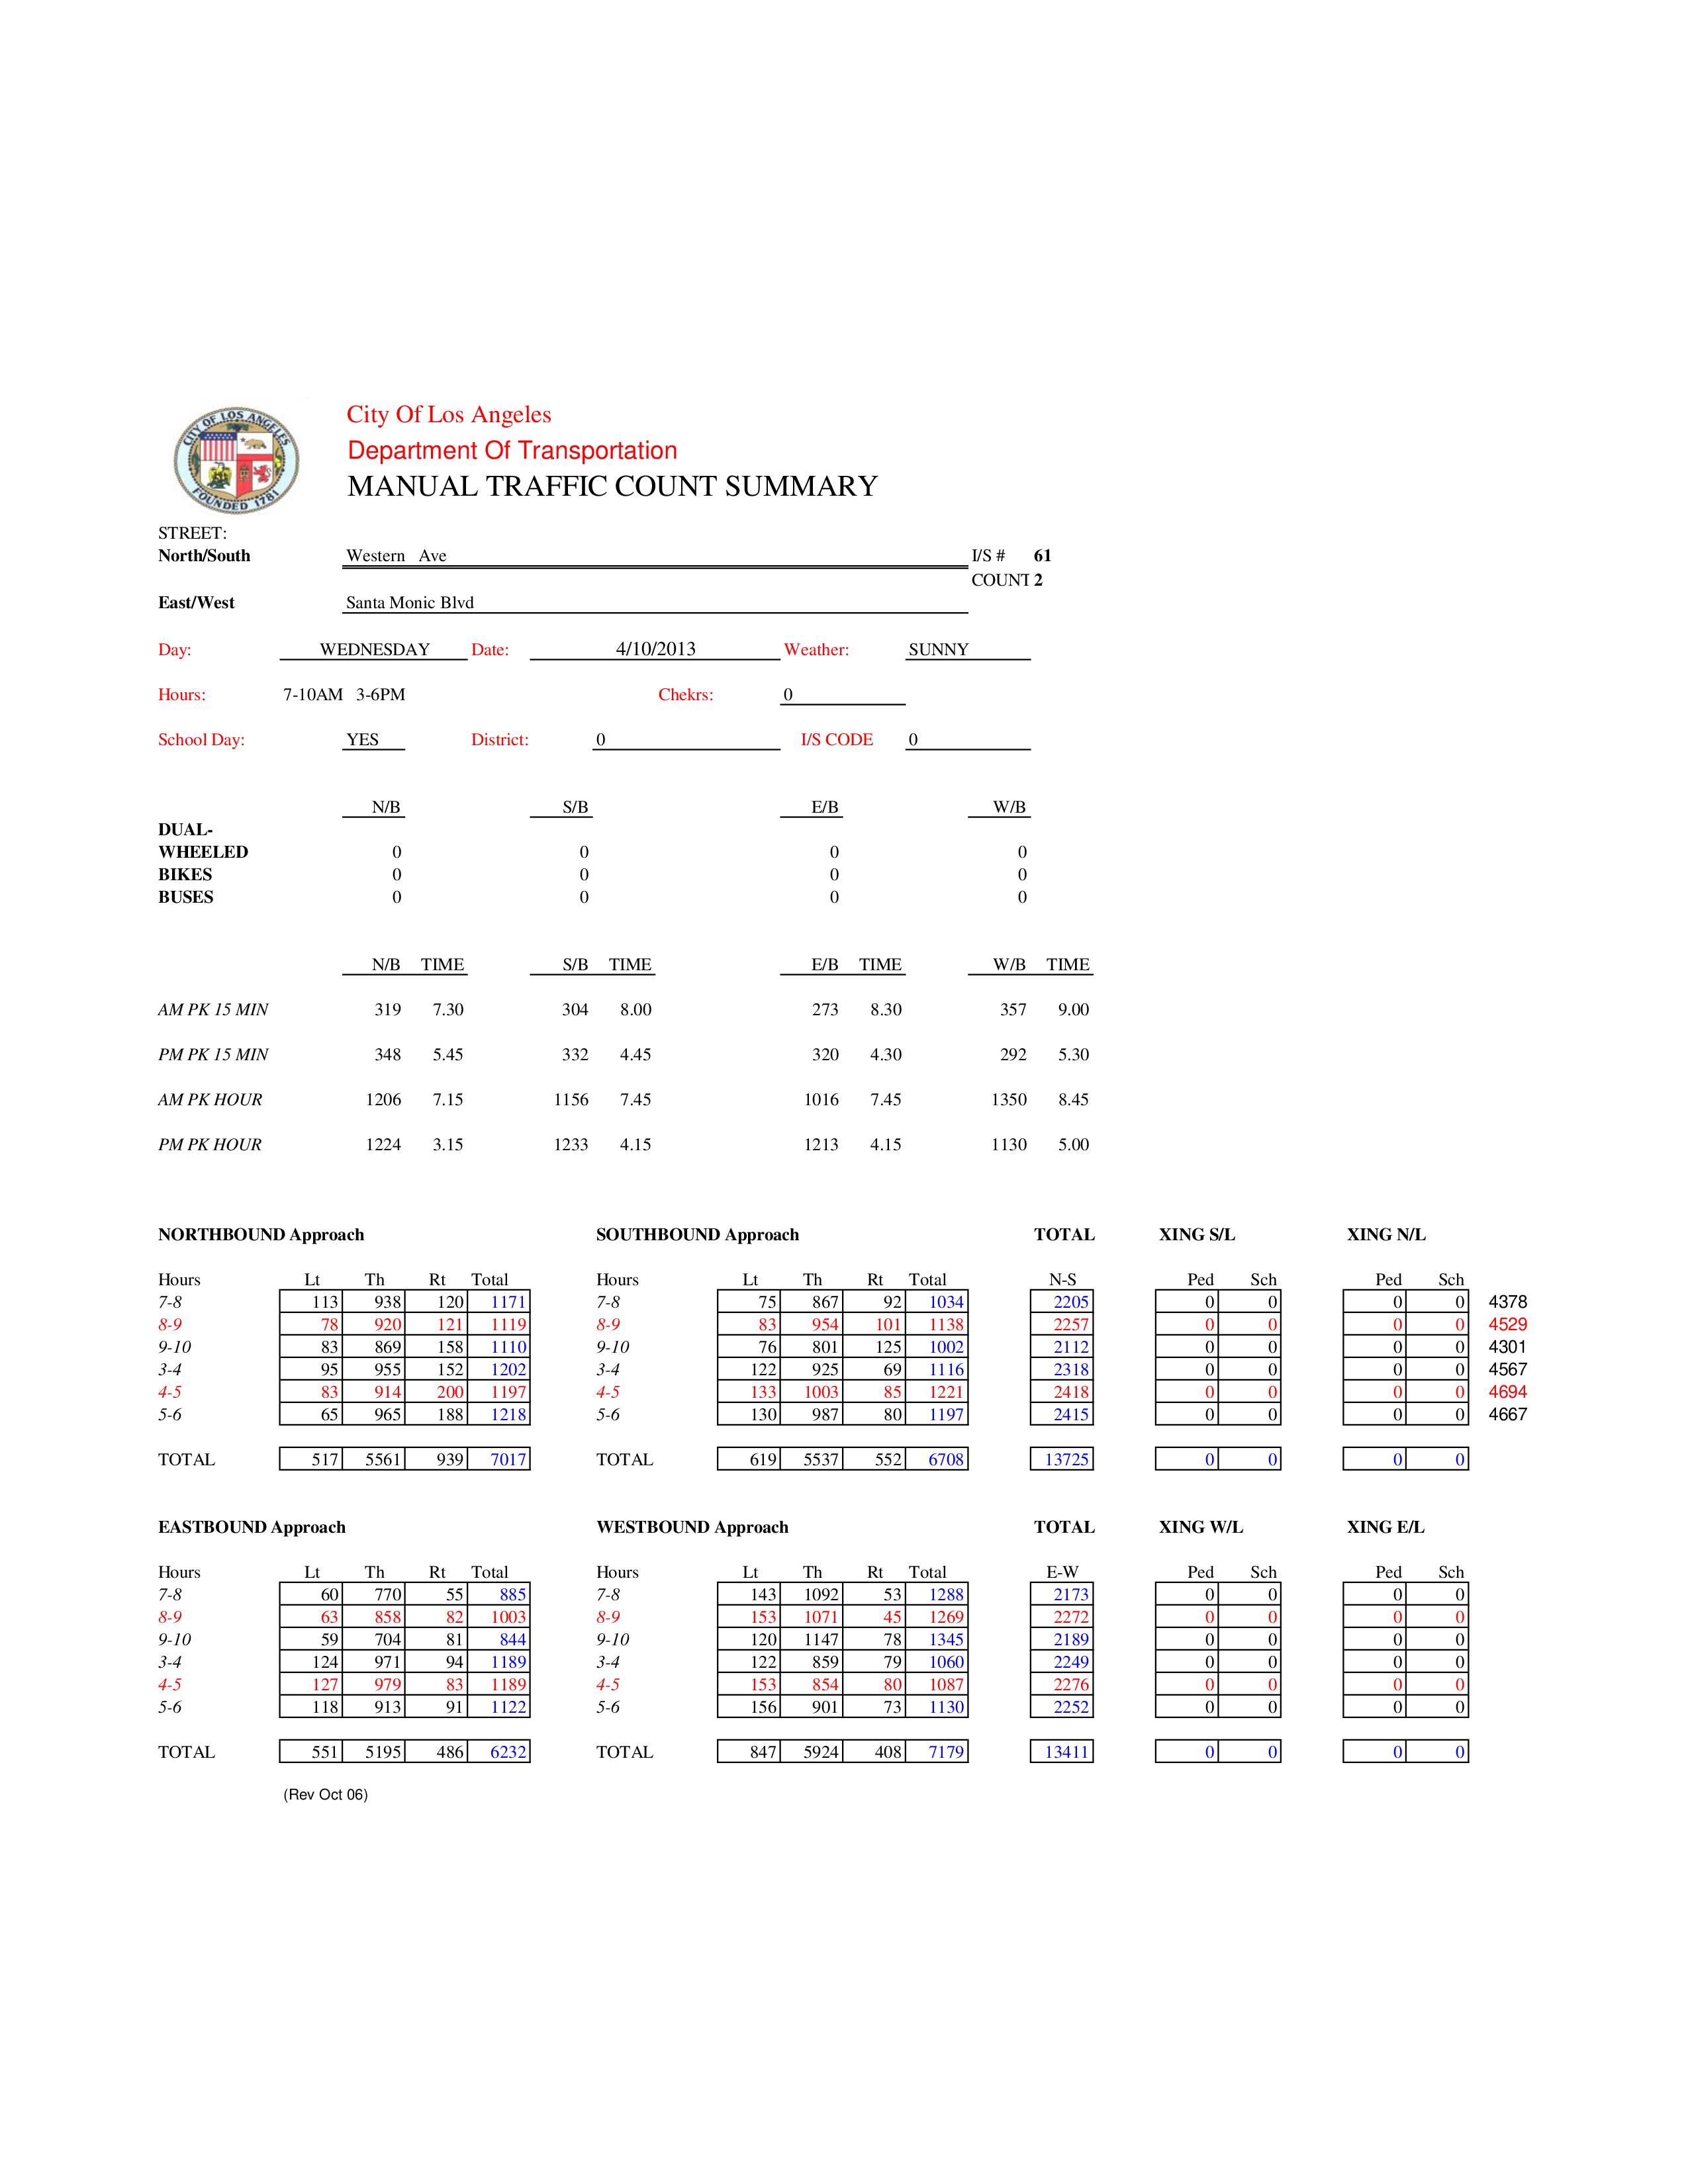 CITY OF LOS ANGELES
FOUNDED 1781
City Of Los Angeles
Department Of Transportation
MANUAL TRAFFIC COUNT SUMMARY
STREET:
North/South Western Ave I/S # 61
COUNT 2
East/West Santa Monic Blvd
Day: WEDNESDAY Date: 4/10/2013 Weather: SUNNY
Hours: 7-10AM 3-6PM Chekrs: 0
School Day: YES District: 0 I/S CODE 0
N/B S/B E/B W/B
DUAL-
WHEELED 0 0 0 0
BIKES 0 0 0 0
BUSES 0 0 0 0
N/B TIME S/B TIME E/B TIME W/B TIME
AM PK 15 MIN 319 7.30 304 8.00 273 8.30 357 9.00
PM PK 15 MIN 348 5.45 332 4.45 320 4.30 292 5.30
AM PK HOUR 1206 7.15 1156 7.45 1016 7.45 1350 8.45
PM PK HOUR 1224 3.15 1233 4.15 1213 4.15 1130 5.00
NORTHBOUND Approach SOUTHBOUND Approach TOTAL XING S/L XING N/L
Hours Lt Th Rt Total Hours Lt Th Rt Total N-S Ped Sch Ped Sch
7-8 113 938 120 1171 7-8 75 867 92 1034 2205 0 0 0 0 4378
8-9 78 920 121 1119 8-9 83 954 101 1138 2257 0 0 0 0 4529
9-10 83 869 158 1110 9-10 76 801 125 1002 2112 0 0 0 0 4301
3-4 95 955 152 1202 3-4 122 925 69 1116 2318 0 0 0 0 4567
4-5 83 914 200 1197 4-5 133 1003 85 1221 2418 0 0 0 0 4694
5-6 65 965 188 1218 5-6 130 987 80 1197 2415 0 0 0 0 4667
TOTAL 517 5561 939 7017 TOTAL 619 5537 552 6708 13725 0 0 0 0
EASTBOUND Approach WESTBOUND Approach TOTAL XING W/L XING E/L
Hours Lt Th Rt Total Hours Lt Th Rt Total E-W Ped Sch Ped Sch
7-8 60 770 55 885 7-8 143 1092 53 1288 2173 0 0 0 0
8-9 63 858 82 1003 8-9 153 1071 45 1269 2272 0 0 0 0
9-10 59 704 81 844 9-10 120 1147 78 1345 2189 0 0 0 0
3-4 124 971 94 1189 3-4 122 859 79 1060 2249 0 0 0 0
4-5 127 979 83 1189 4-5 153 854 80 1087 2276 0 0 0 0
5-6 118 913 91 1122 5-6 156 901 73 1130 2252 0 0 0 0
TOTAL 551 5195 486 6232 TOTAL 847 5924 408 7179 13411 0 0 0 0
(Rev Oct 06)